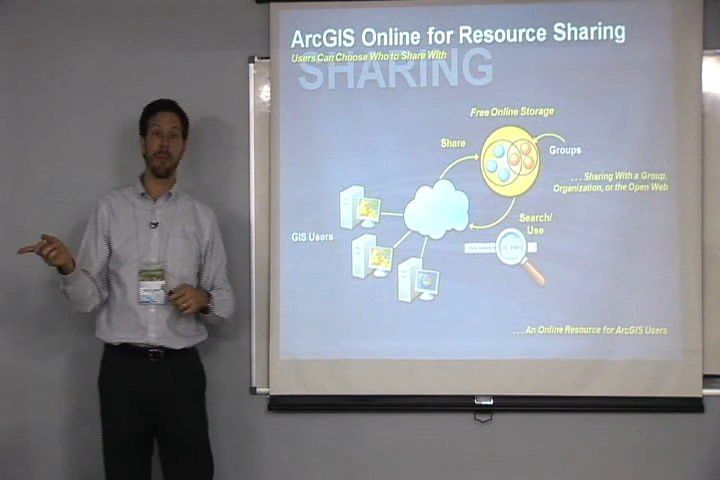 ArcGIS Online for Resource Sharing
Users Can Choose Who to Share With
SHARING
Free Online Storage
Share
Groups
. . . Sharing With a Group,
Organization, or the Open Web
GIS Users
Search/
Use
. . . An Online Resource for ArcGIS Users